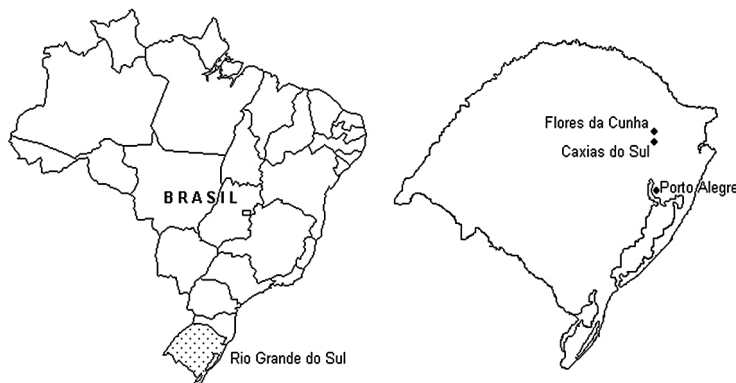 BRASIL
Rio Grande do Sul
Flores da Cunha
Caxias do Sul
Porto Alegre